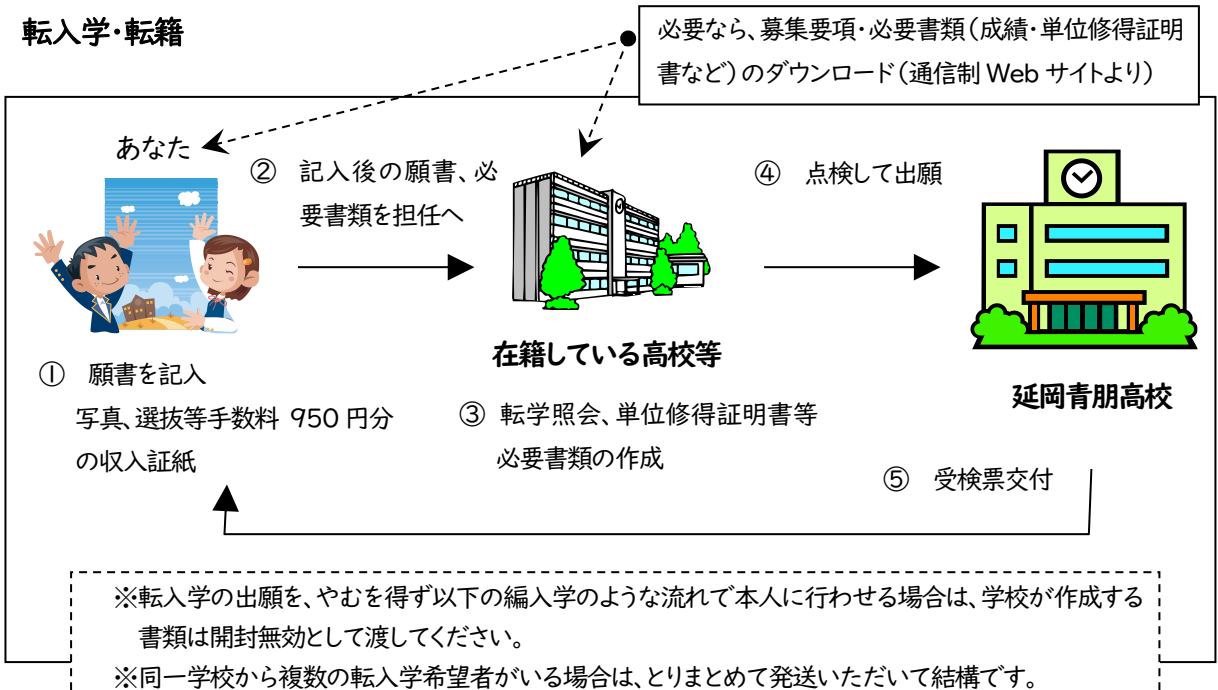 転入学・転籍
必要なら、募集要項・必要書類（成績・単位修得証明
書など）のダウンロード（通信制 Web サイトより）
あなた
② 記入後の願書、必
要書類を担任へ
④ 点検して出願
在籍している高校等
延岡青朋高校
① 願書を記入
写真、選抜等手数料 950 円分
の収入証紙
③ 転学照会、単位修得証明書等
必要書類の作成
⑤ 受検票交付
※転入学の出願を、やむを得ず以下の編入学のような流れで本人に行わせる場合は、学校が作成する
書類は開封無効として渡してください。
※同一学校から複数の転入学希望者がいる場合は、とりまとめて発送いただいて結構です。